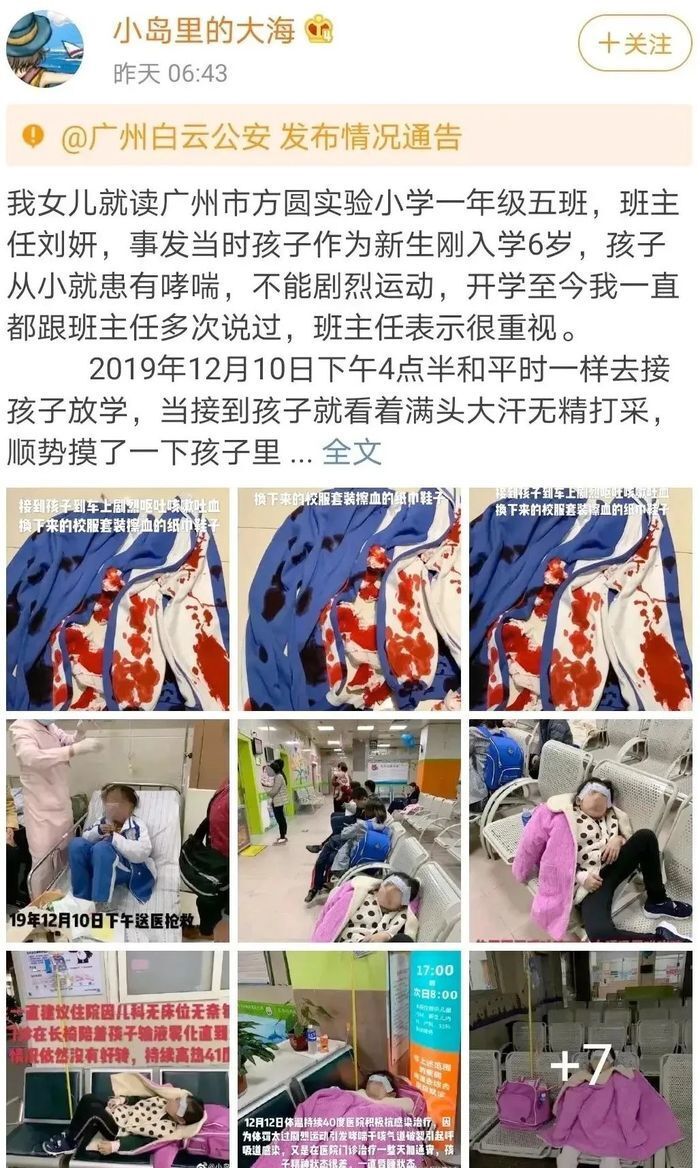 小岛里的大海
昨天 06:43
＋关注
@广州白云公安 发布情况通告
我女儿就读广州市方圆实验小学一年级五班，班主
任刘妍，事发当时孩子作为新生刚入学6岁，孩子
从小就患有哮喘，不能剧烈运动，开学至今我一直
都跟班主任多次说过，班主任表示很重视。
2019年12月10日下午4点半和平时一样去接
孩子放学，当接到孩子就看着满头大汗无精打采，
顺势摸了一下孩子里 ... 全文
接到孩子到车上剧烈呕吐咳嗽吐血
换下来的校服套装擦血的纸巾鞋子
换下来的校服套装擦血的纸巾鞋子
接到孩子到车上剧烈呕吐咳嗽吐血
换下来的校服套装擦血的纸巾鞋子
19年12月10日下午送医抢救
直建议住院因儿科无床位无奈
在长椅陪着孩子输液雾化直到
情况依然没有好转，持续高热41
17:00
次日8:00
12月12日体温持续40度医院积极抗感染治疗，因
为体罚太过剧烈运动引发哮喘干咳气道破裂引起呼
吸道感染，又是在医院门诊治疗一整天加通宵，孩
+7